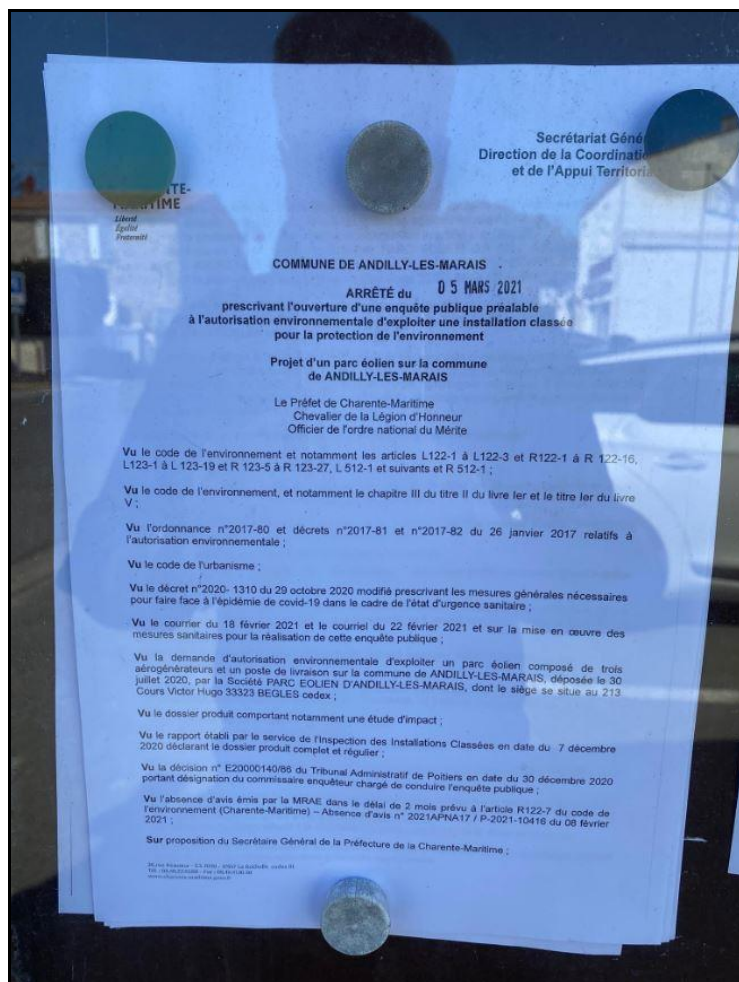 Secrétariat Géné
Direction de la Coordinati
et de l'Appui Territoria
TE-
MARITIME
Liberté
Égalité
Fraternité
COMMUNE DE ANDILLY-LES-MARAIS
ARRÊTÉ du 05 MARS 2021
prescrivant l'ouverture d'une enquête publique préalable
à l'autorisation environnementale d'exploiter une installation classée
pour la protection de l'environnement
Projet d'un parc éolien sur la commune
de ANDILLY-LES-MARAIS
Le Préfet de Charente-Maritime
Chevalier de la Légion d'Honneur
Officier de l'ordre national du Mérite
Vu le code de l'environnement et notamment les articles L122-1 à L122-3 et R122-1 à R 122-16,
L123-1 à L 123-19 et R 123-5 à R 123-27, L 512-1 et suivants et R 512-1 ;
Vu le code de l'environnement, et notamment le chapitre III du titre II du livre Ier et le titre Ier du livre
V ;
Vu l'ordonnance n°2017-80 et décrets n°2017-81 et n°2017-82 du 26 janvier 2017 relatifs à
l'autorisation environnementale ;
Vu le code de l'urbanisme ;
Vu le décret n°2020- 1310 du 29 octobre 2020 modifié prescrivant les mesures générales nécessaires
pour faire face à l'épidémie de covid-19 dans le cadre de l'état d'urgence sanitaire ;
Vu le courrier du 18 février 2021 et le courriel du 22 février 2021 et sur la mise en œuvre des
mesures sanitaires pour la réalisation de cette enquête publique ;
Vu la demande d'autorisation environnementale d'exploiter un parc éolien composé de trois
aérogénérateurs et un poste de livraison sur la commune de ANDILLY-LES-MARAIS, déposée le 30
juillet 2020, par la Société PARC EOLIEN D'ANDILLY-LES-MARAIS, dont le siège se situe au 213
Cours Victor Hugo 33323 BEGLES cedex ;
Vu le dossier produit comportant notamment une étude d'impact ;
Vu le rapport établi par le service de l'Inspection des Installations Classées en date du 7 décembre
2020 déclarant le dossier produit complet et régulier ;
Vu la décision n° E20000140/86 du Tribunal Administratif de Poitiers en date du 30 décembre 2020
portant désignation du commissaire enquêteur chargé de conduire l'enquête publique ;
Vu l'absence d'avis émis par la MRAE dans le délai de 2 mois prévu à l'article R122-7 du code de
l'environnement (Charente-Maritime) – Absence d'avis n° 2021APNA17 / P-2021-10416 du 08 février
2021 ;
Sur proposition du Secrétaire Général de la Préfecture de la Charente-Maritime ;